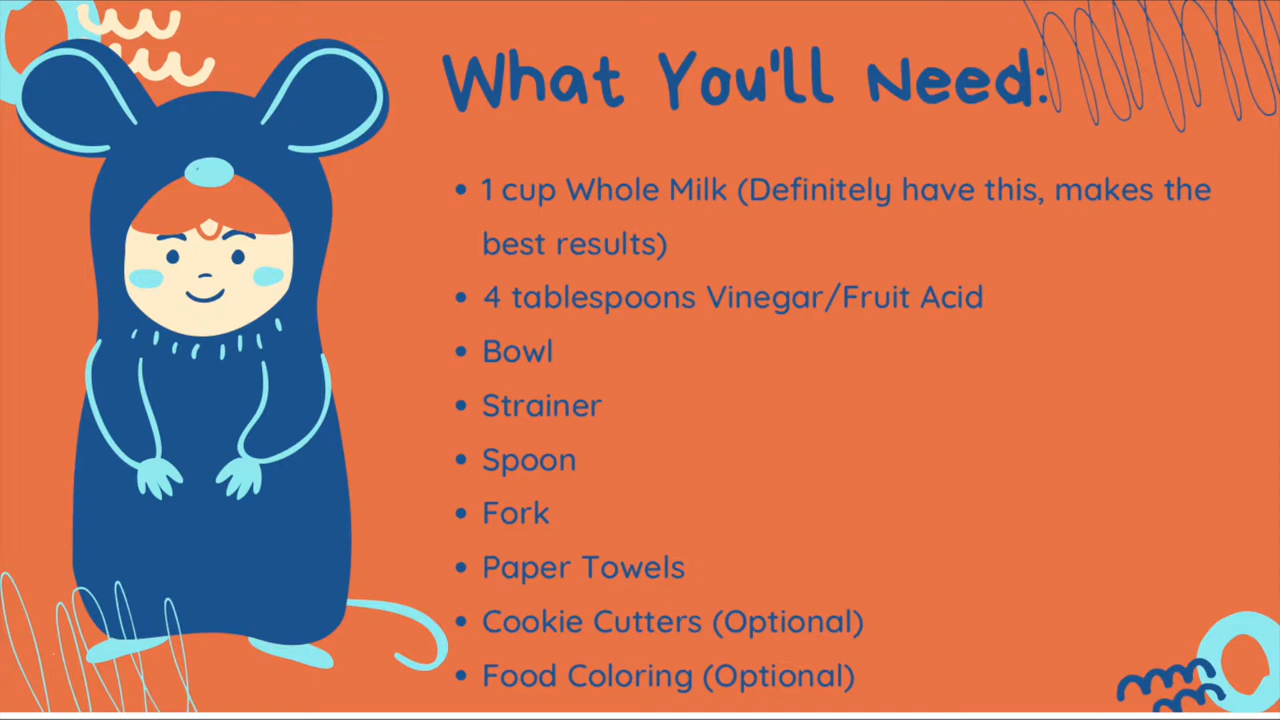 What You'll Need:
• 1 cup Whole Milk (Definitely have this, makes the
best results)
• 4 tablespoons Vinegar/Fruit Acid
• Bowl
• Strainer
• Spoon
• Fork
• Paper Towels
• Cookie Cutters (Optional)
• Food Coloring (Optional)